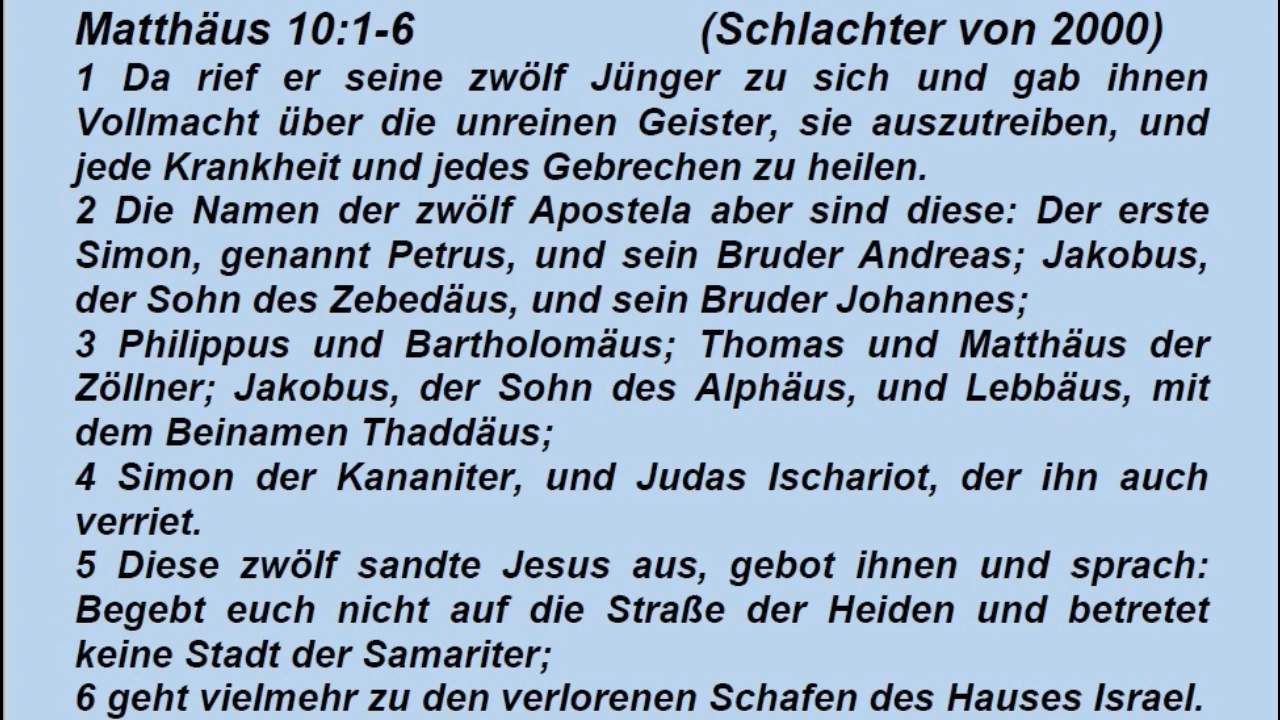 Matthäus 10:1-6 (Schlachter von 2000)
1 Da rief er seine zwölf Jünger zu sich und gab ihnen
Vollmacht über die unreinen Geister, sie auszutreiben, und
jede Krankheit und jedes Gebrechen zu heilen.
2 Die Namen der zwölf Apostela aber sind diese: Der erste
Simon, genannt Petrus, und sein Bruder Andreas; Jakobus,
der Sohn des Zebedäus, und sein Bruder Johannes;
3 Philippus und Bartholomäus; Thomas und Matthäus der
Zöllner; Jakobus, der Sohn des Alphäus, und Lebbäus, mit
dem Beinamen Thaddäus;
4 Simon der Kananiter, und Judas Ischariot, der ihn auch
verriet.
5 Diese zwölf sandte Jesus aus, gebot ihnen und sprach:
Begebt euch nicht auf die Straße der Heiden und betretet
keine Stadt der Samariter;
6 geht vielmehr zu den verlorenen Schafen des Hauses Israel.